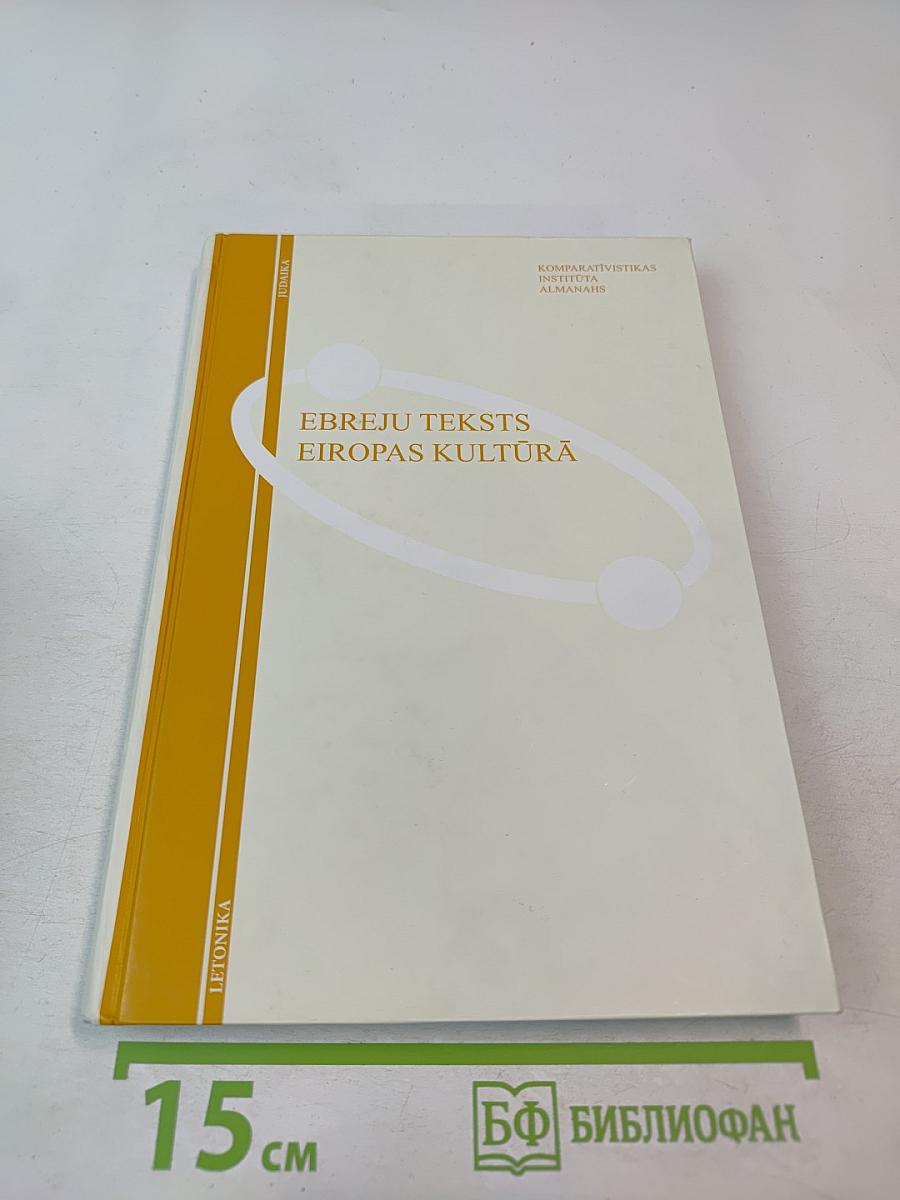 JUDAIKA
KOMPARATĪVISTIKAS
INSTITŪTA
ALMANAHS
EBREJU TEKSTS
EIROPAS KULTŪRĀ
LETONIKA
15 см
БФ БИБЛИОФАН